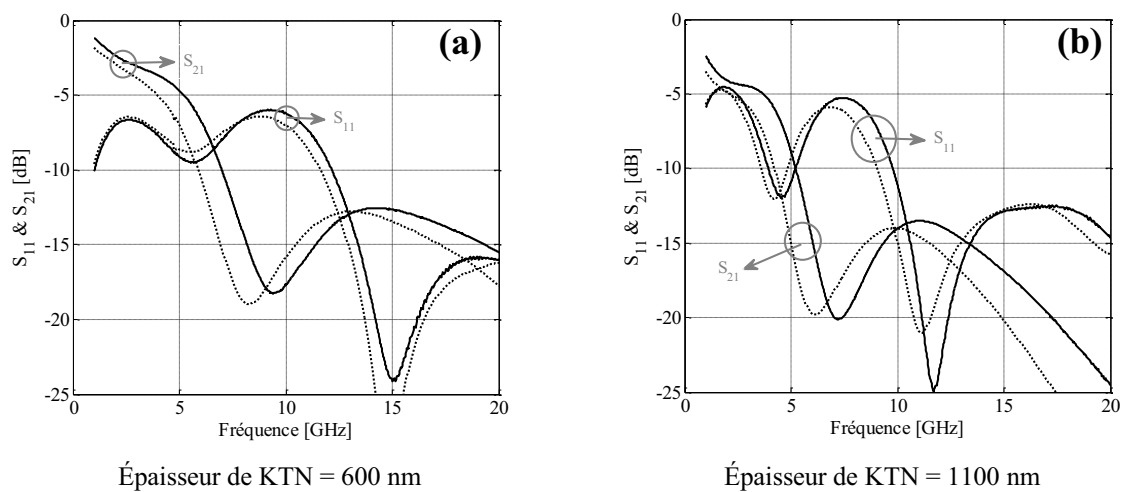 (a)
S21
S11
0
-5
-10
-15
-20
-25
S11 & S21 [dB]
0 5 10 15 20
Fréquence [GHz]
Épaisseur de KTN = 600 nm
(b)
S11
S21
0
-5
-10
-15
-20
-25
S11 & S21 [dB]
0 5 10 15 20
Fréquence [GHz]
Épaisseur de KTN = 1100 nm